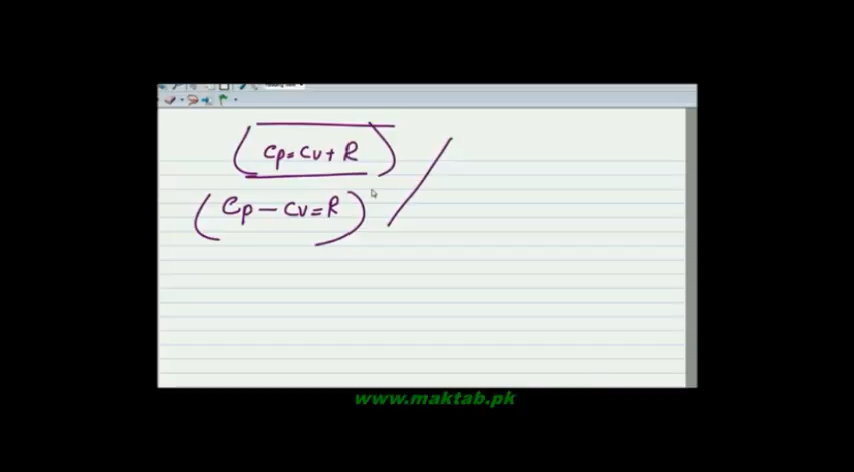 Cp = Cv + R
Cp – Cv = R
www.maktab.pk